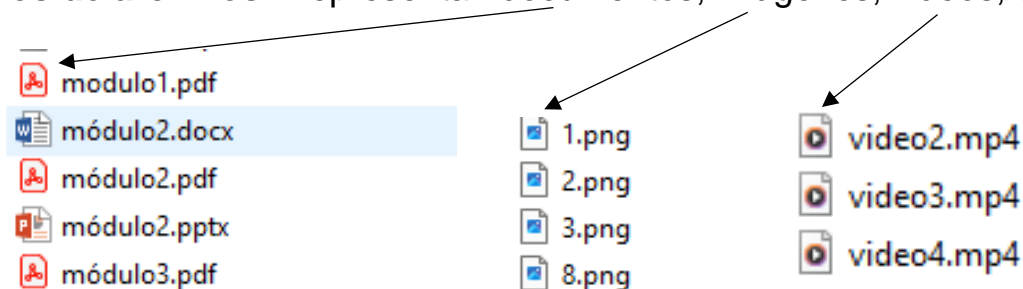 modulo1.pdf
módulo2.docx
módulo2.pdf
módulo2.pptx
módulo3.pdf
1.png
2.png
3.png
8.png
video2.mp4
video3.mp4
video4.mp4